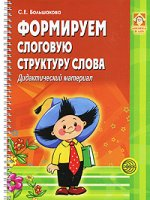 С.Е. Большакова
ФОРМИРУЕМ
СЛОГОВУЮ
СТРУКТУРУ СЛОВА
Дидактический материал